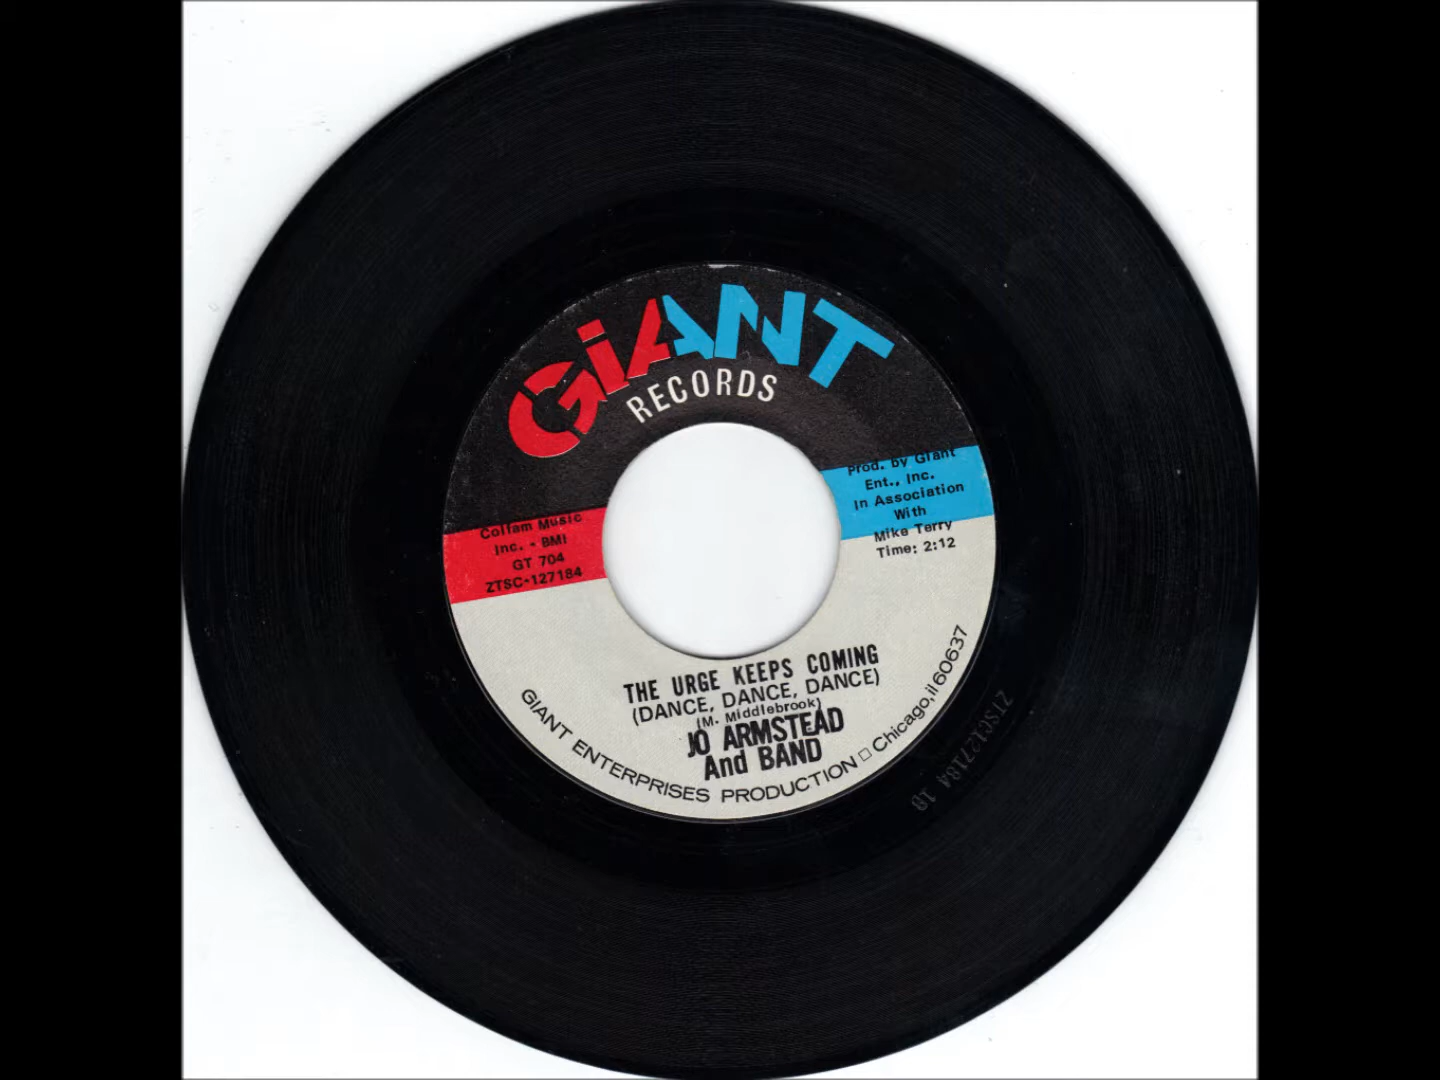 GiANT
RECORDS
Prod. by Giant
Ent., Inc.
In Association
With
Mike Terry
Time: 2:12
Colfam Music
Inc. - BMI
GT 704
ZTSC-127184
THE URGE KEEPS COMING
(DANCE, DANCE, DANCE)
(M. Middlebrook)
JO ARMSTEAD
And BAND
GIANT ENTERPRISES PRODUCTION □ Chicago, il 60637
ZTSC127184 1D